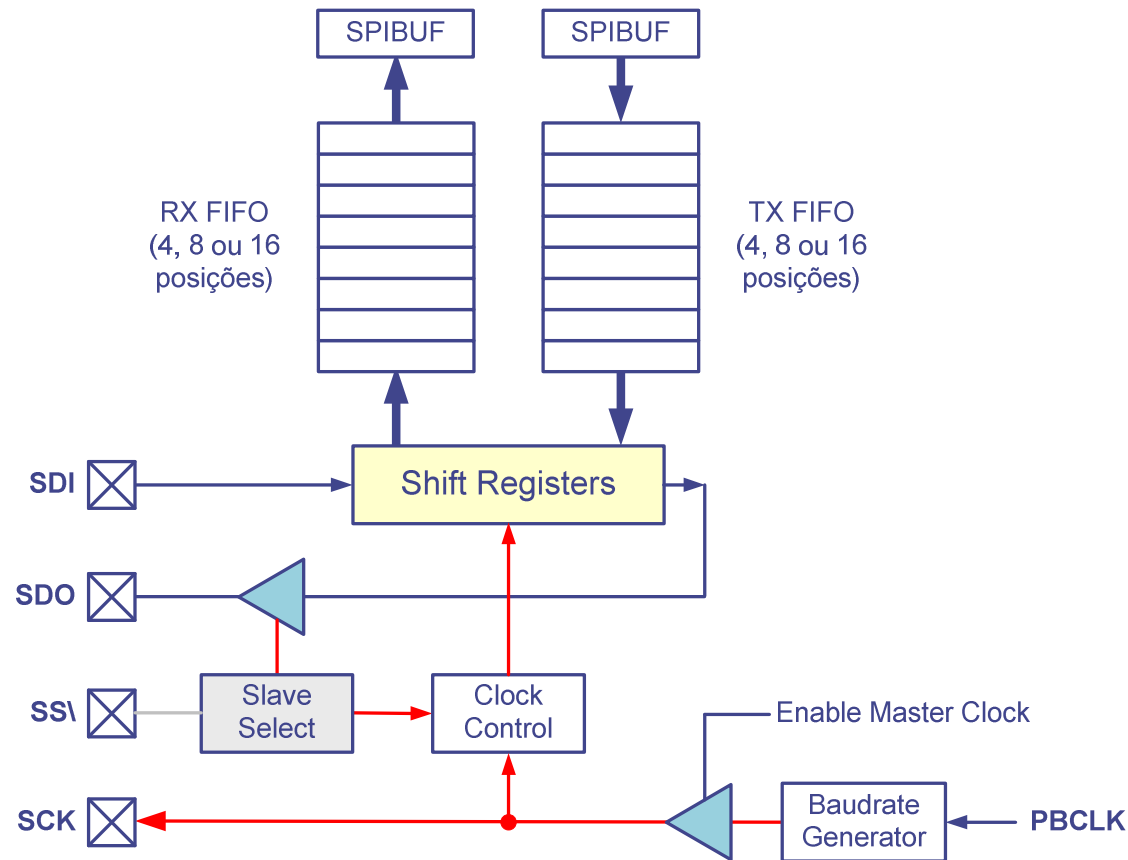 SPIBUF
SPIBUF
RX FIFO
(4, 8 ou 16
posições)
TX FIFO
(4, 8 ou 16
posições)
SDI
Shift Registers
SDO
SS\
Slave
Select
Clock
Control
Enable Master Clock
SCK
Baudrate
Generator
PBCLK